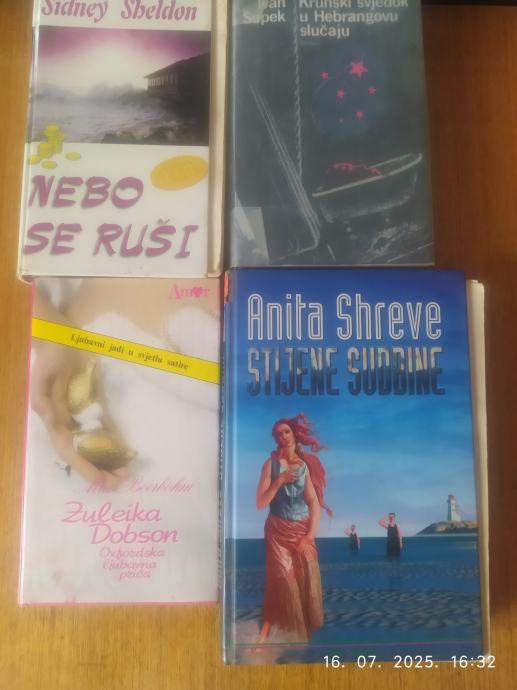 Sidney Sheldon
NEBO
SE RUŠI
Ivan
Supek
Krunski svjedok
u Hebrangovu
slučaju
Amor
Ljubavni jadi u svjetlu satire
Max Beerbohm
Zuleika
Dobson
Oxfordska
ljubavna
priča
Anita Shreve
STIJENE SUDBINE
16. 07. 2025. 16:32